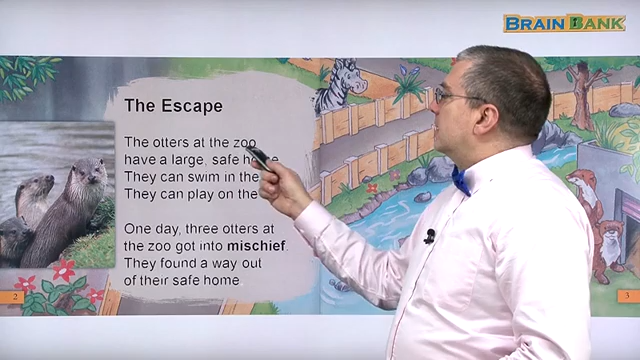 BRAIN BANK
The Escape
The otters at the zoo
have a large, safe
They can swim in the
They can play on the
One day, three otters at
the zoo got into mischief.
They found a way out
of their safe home.
2
3